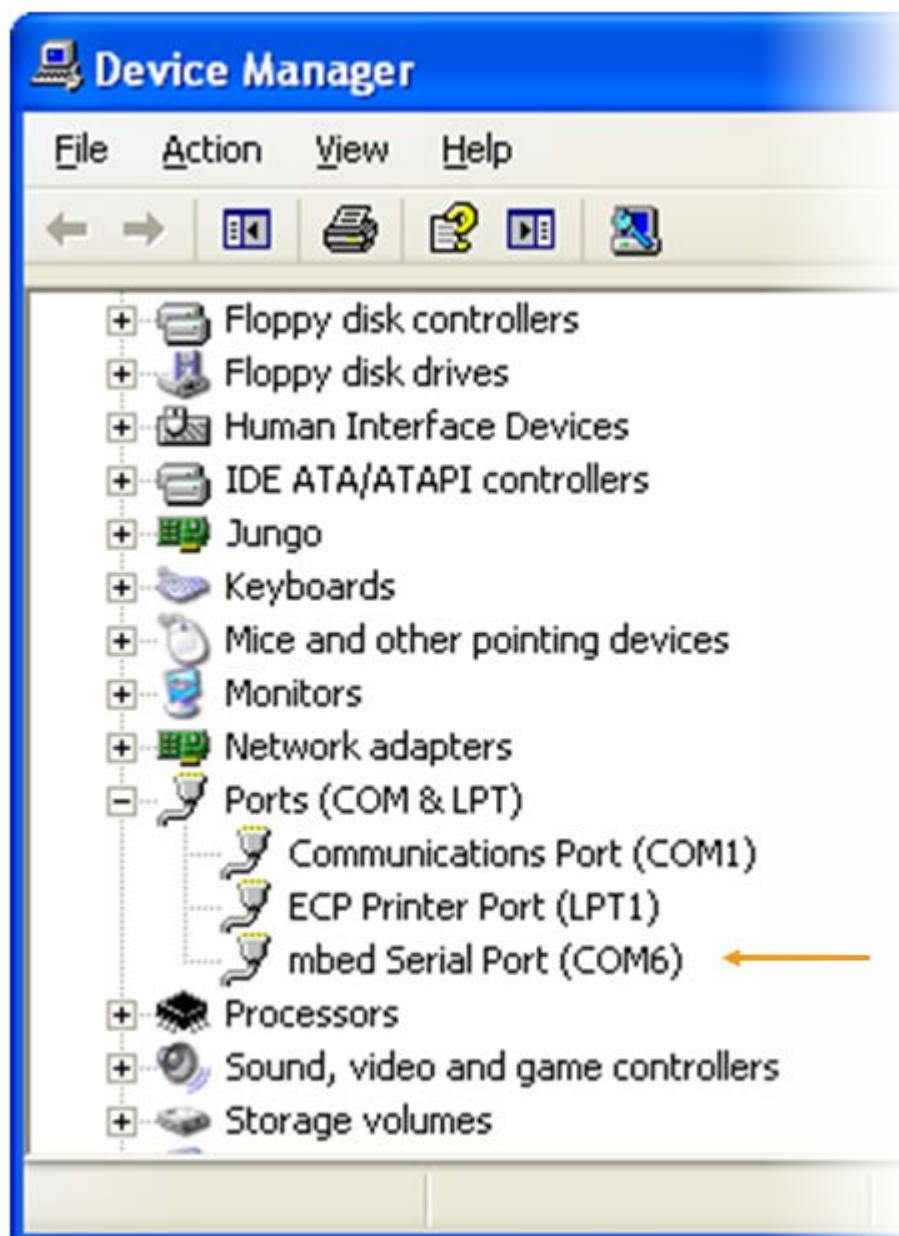 Device Manager
File Action View Help
Floppy disk controllers
Floppy disk drives
Human Interface Devices
IDE ATA/ATAPI controllers
Jungo
Keyboards
Mice and other pointing devices
Monitors
Network adapters
Ports (COM & LPT)
Communications Port (COM1)
ECP Printer Port (LPT1)
mbed Serial Port (COM6)
Processors
Sound, video and game controllers
Storage volumes